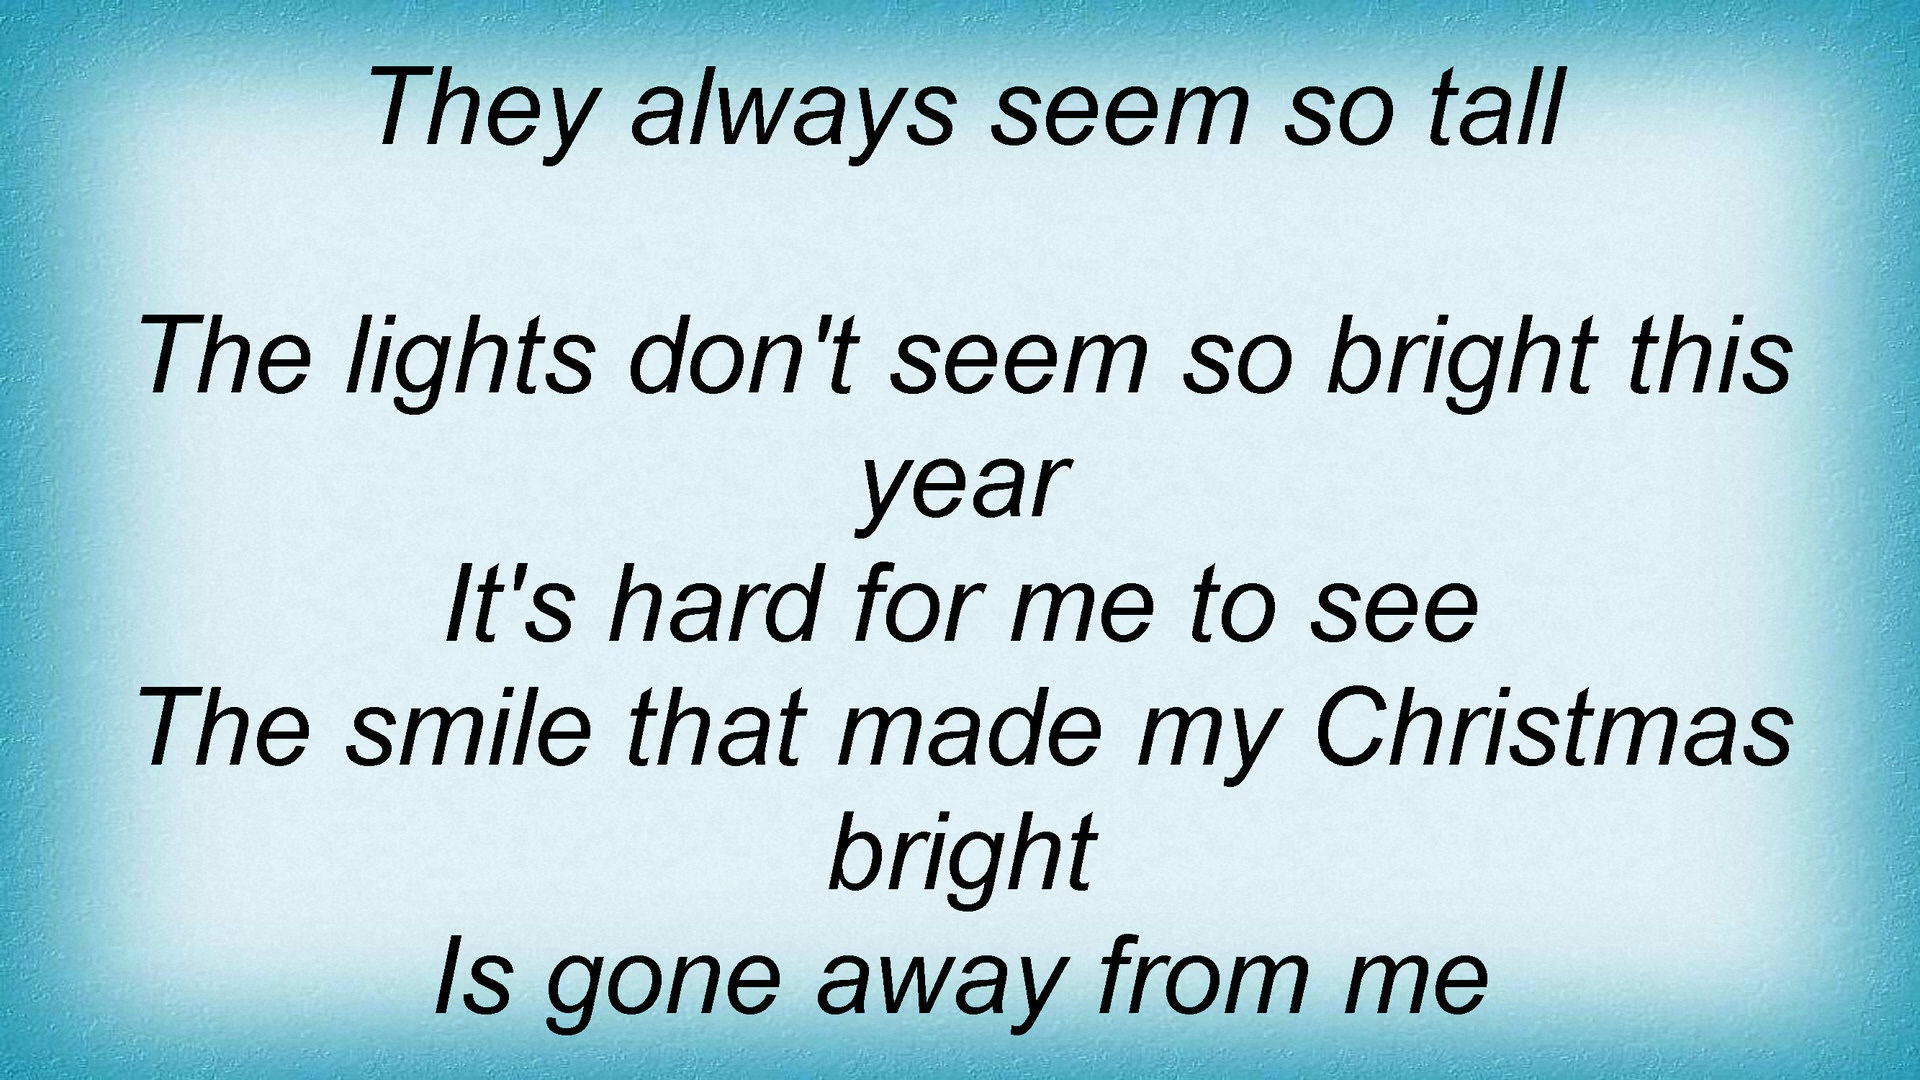 They always seem so tall
The lights don't seem so bright this
year
It's hard for me to see
The smile that made my Christmas
bright
Is gone away from me